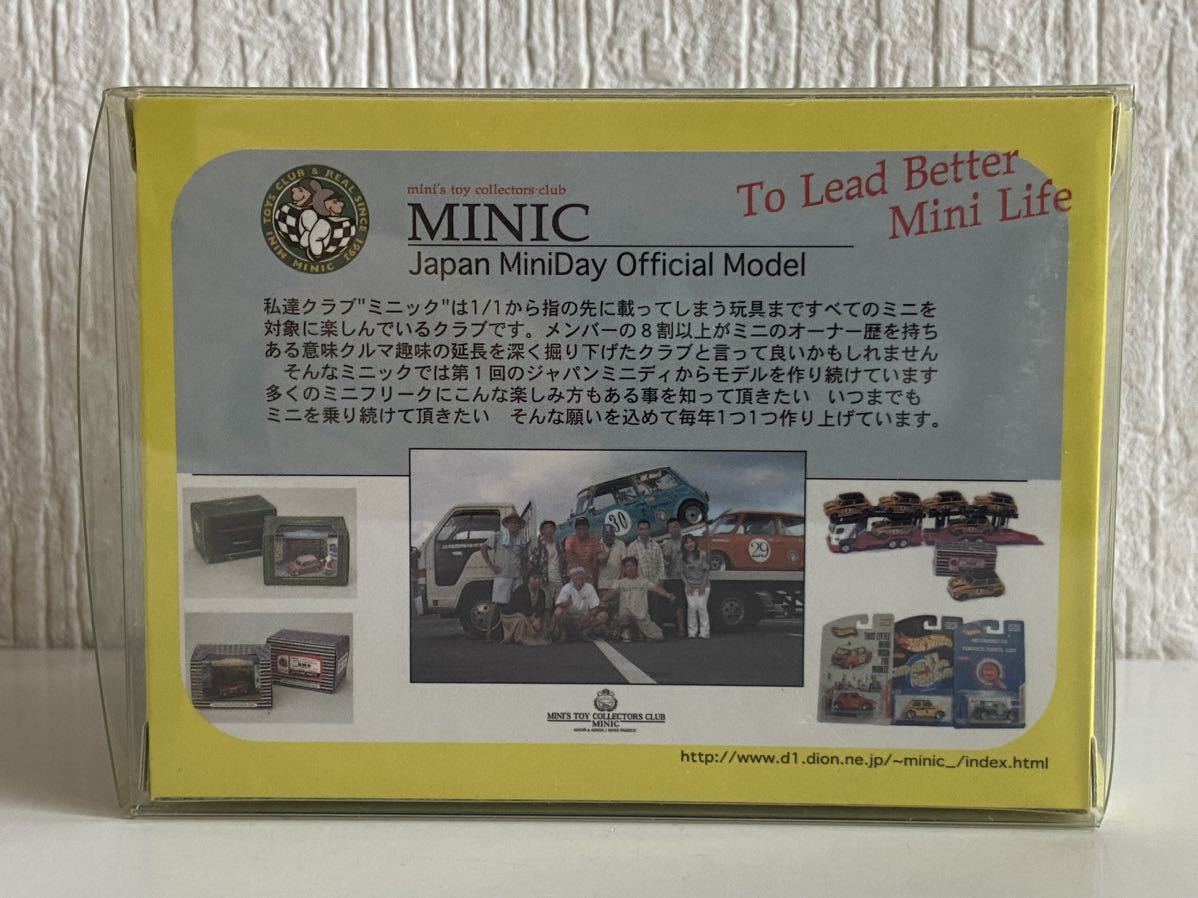 MINI TOYS CLUB & REAL·SINCE 1993
MINIC
mini's toy collectors club
MINIC
Japan MiniDay Official Model
To Lead Better
Mini Life
私達クラブ"ミニック"は1/1から指の先に載ってしまう玩具まですべてのミニを
対象に楽しんでいるクラブです。メンバーの８割以上がミニのオーナー歴を持ち
ある意味クルマ趣味の延長を深く掘り下げたクラブと言って良いかもしれません
そんなミニックでは第１回のジャパンミニディからモデルを作り続けています
多くのミニフリークにこんな楽しみ方もある事を知って頂きたい　いつまでも
ミニを乗り続けて頂きたい　そんな願いを込めて毎年1つ1つ作り上げています。
30
29
MINI'S TOY COLLECTORS CLUB
MINIC
http://www.d1.dion.ne.jp/~minic_/index.html